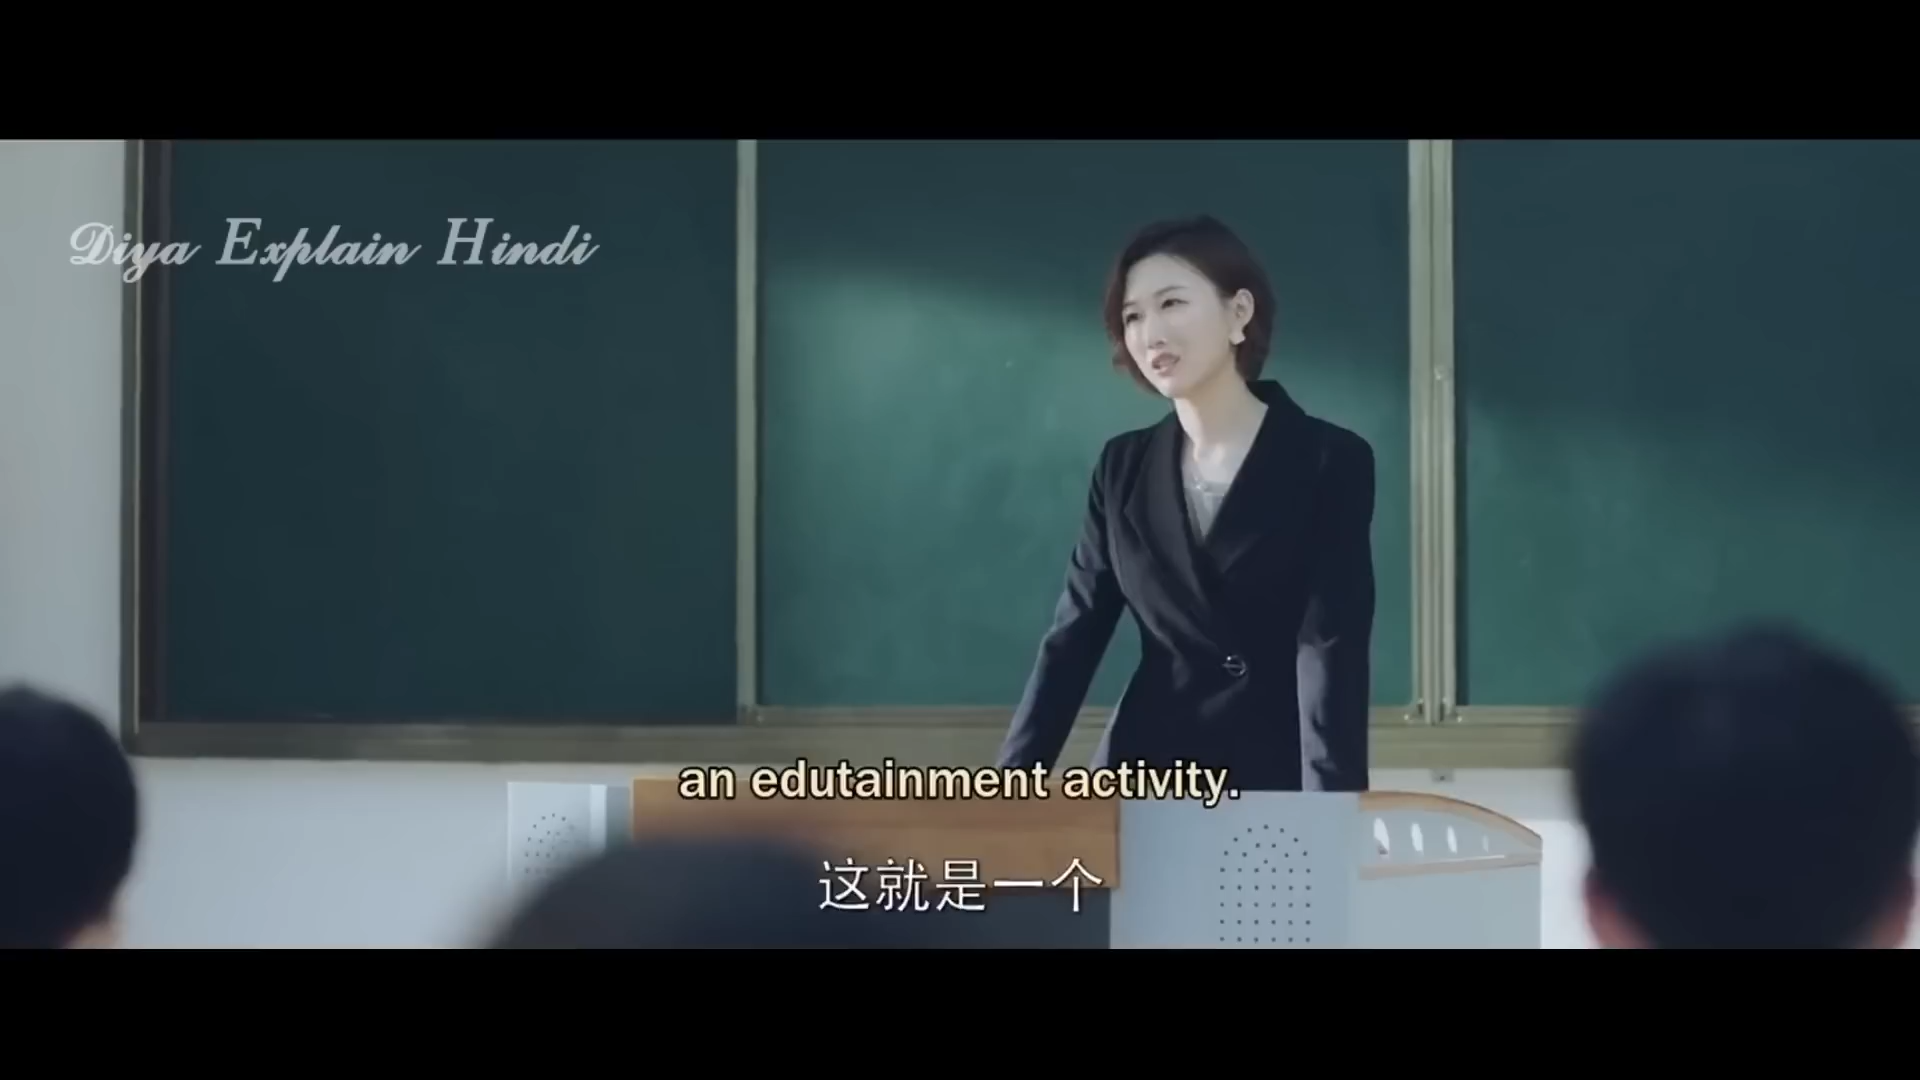 Diya Explain Hindi
an edutainment activity.
这就是一个